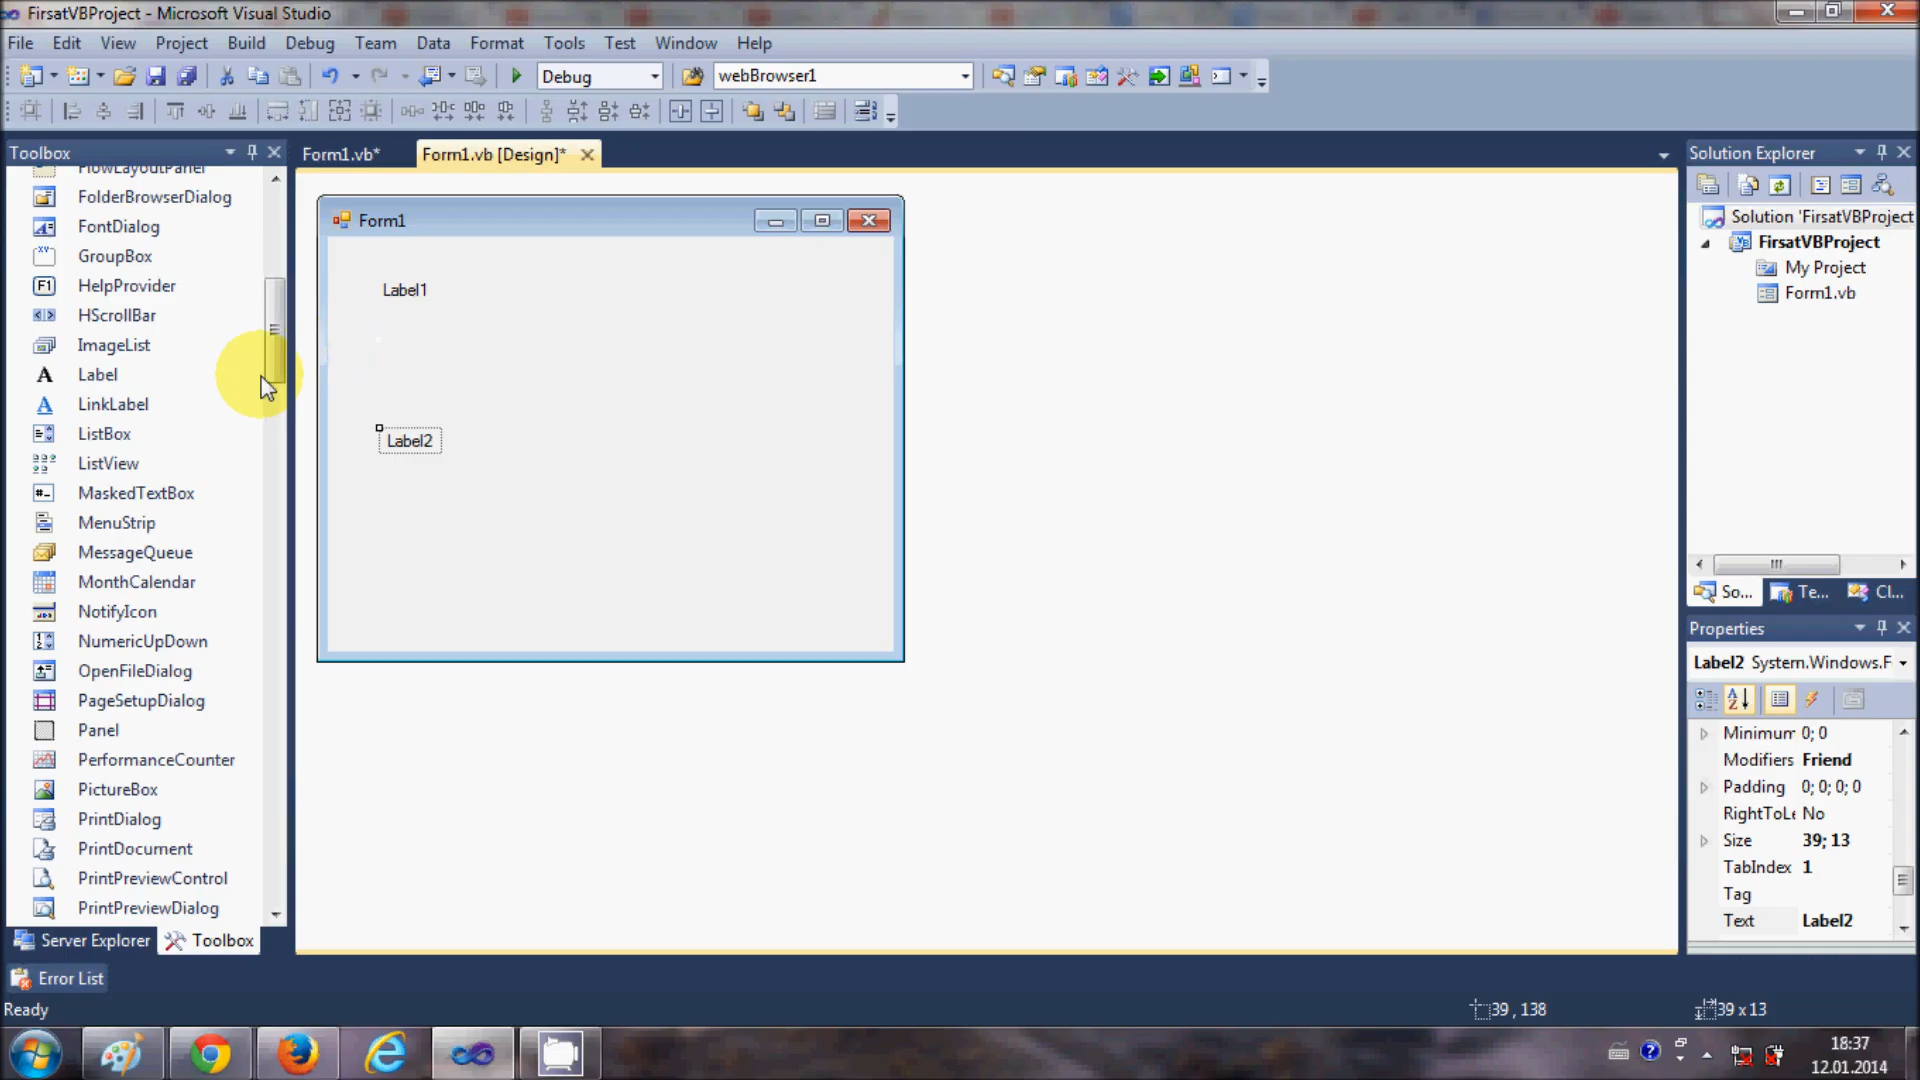 FirsatVBProject - Microsoft Visual Studio
File Edit View Project Build Debug Team Data Format Tools Test Window Help
Debug webBrowser1
Toolbox
FlowLayoutPanel
FolderBrowserDialog
FontDialog
GroupBox
HelpProvider
HScrollBar
ImageList
Label
LinkLabel
ListBox
ListView
MaskedTextBox
MenuStrip
MessageQueue
MonthCalendar
NotifyIcon
NumericUpDown
OpenFileDialog
PageSetupDialog
Panel
PerformanceCounter
PictureBox
PrintDialog
PrintDocument
PrintPreviewControl
PrintPreviewDialog
Server Explorer Toolbox
Form1.vb* Form1.vb [Design]*
Form1
Label1
Label2
Solution Explorer
Solution 'FirsatVBProject
FirsatVBProject
My Project
Form1.vb
So... Te... Cl...
Properties
Label2 System.Windows.F
Minimum 0; 0
Modifiers Friend
Padding 0; 0; 0; 0
RightToLe No
Size 39; 13
TabIndex 1
Tag
Text Label2
Error List
Ready 39 , 138 39 x 13
18:37
12.01.2014